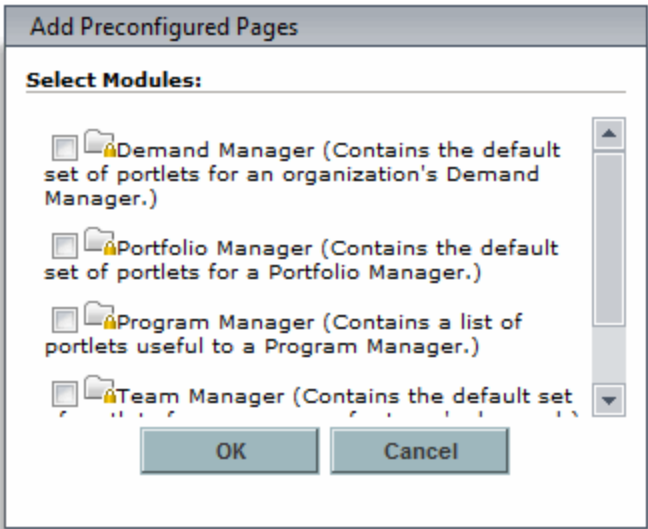 Add Preconfigured Pages
Select Modules:
Demand Manager (Contains the default
set of portlets for an organization's Demand
Manager.)
Portfolio Manager (Contains the default
set of portlets for a Portfolio Manager.)
Program Manager (Contains a list of
portlets useful to a Program Manager.)
Team Manager (Contains the default set
OK Cancel